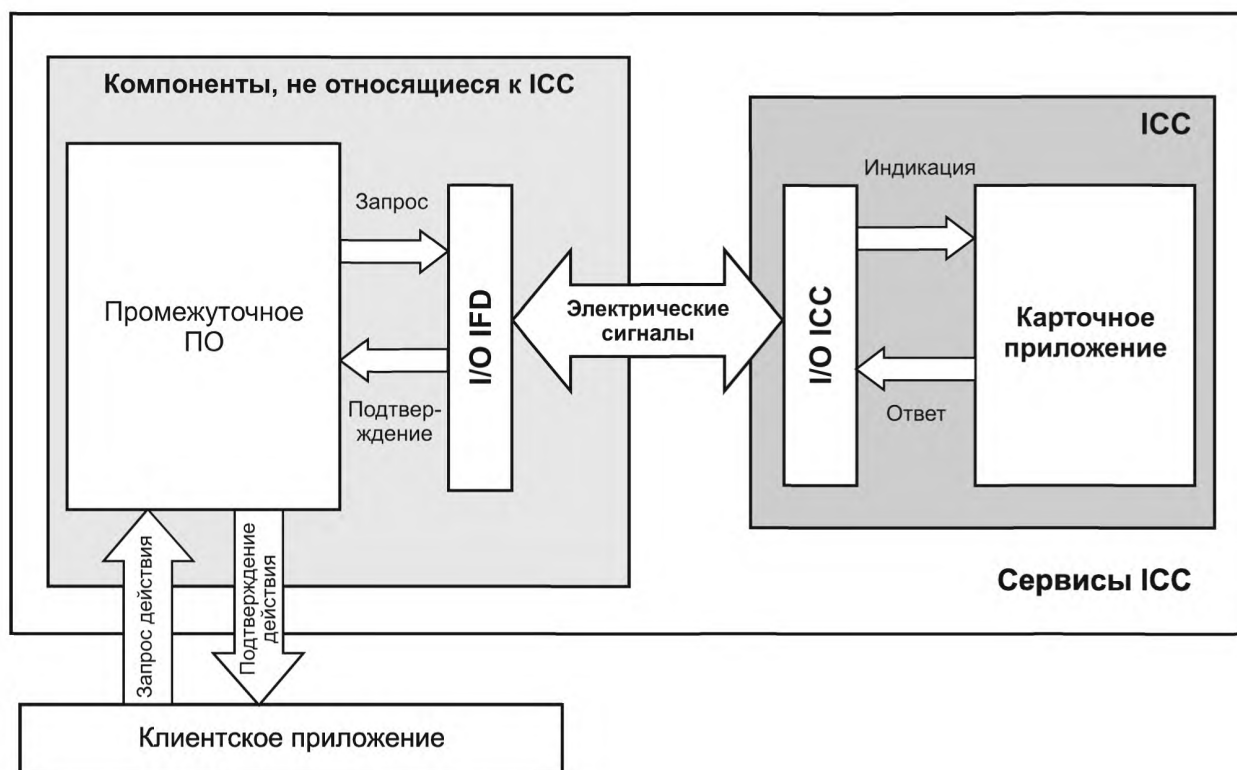 Компоненты, не относящиеся к ICC
ICC
Индикация
Запрос
Промежуточное
ПО
I/O IFD
Электрические
сигналы
I/O ICC
Карточное
приложение
Подтвер-
ждение
Ответ
Запрос действия
Подтверждение
действия
Сервисы ICC
Клиентское приложение